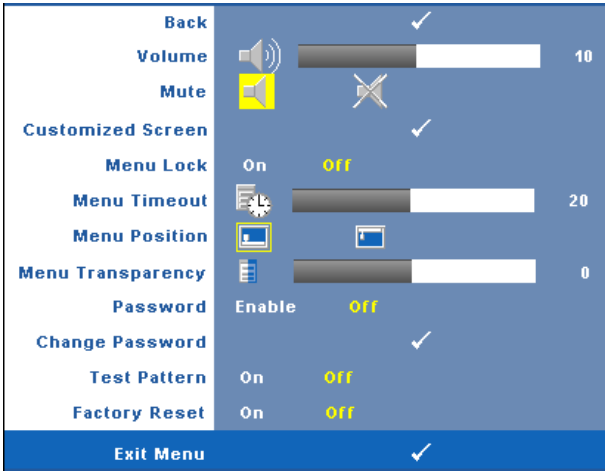 Back
Volume 10
Mute
Customized Screen
Menu Lock On Off
Menu Timeout 20
Menu Position
Menu Transparency 0
Password Enable Off
Change Password
Test Pattern On Off
Factory Reset On Off
Exit Menu